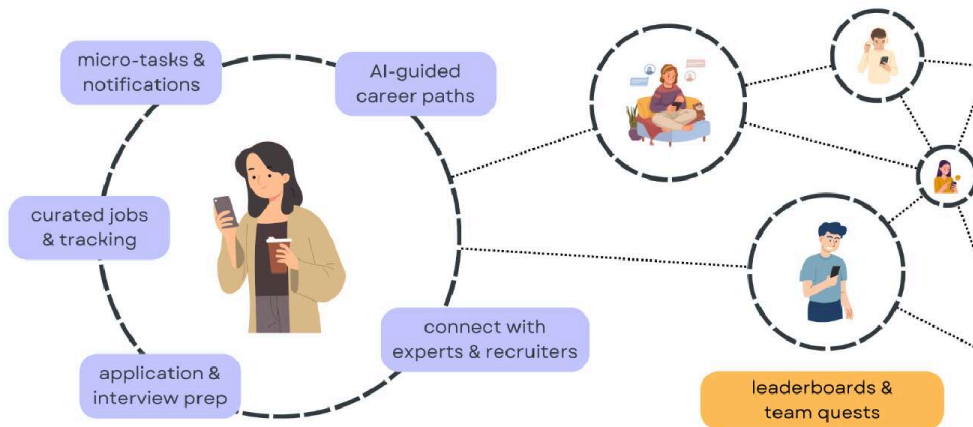 micro-tasks &
notifications
AI-guided
career paths
curated jobs
& tracking
connect with
experts & recruiters
application &
interview prep
leaderboards &
team quests